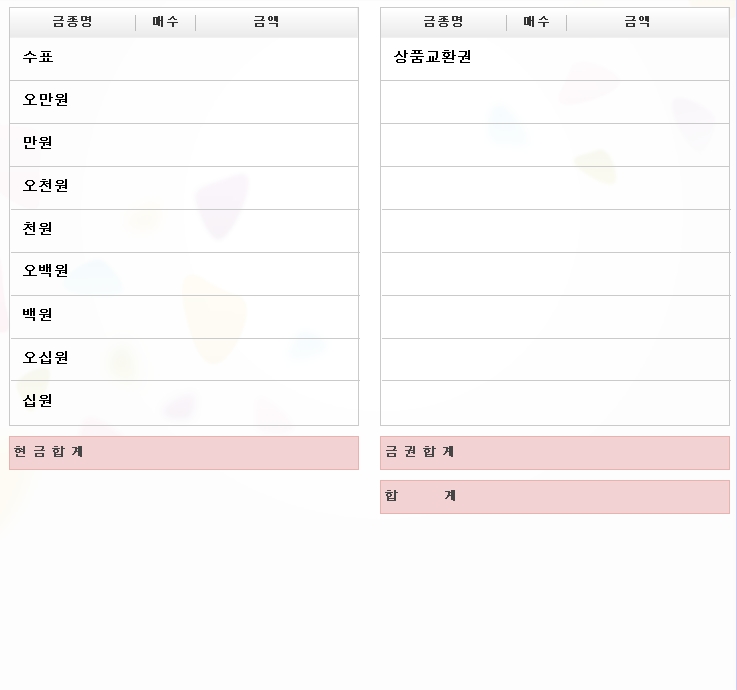 금종명 매수 금액
수표
오만원
만원
오천원
천원
오백원
백원
오십원
십원
현 금 합 계
금종명 매수 금액
상품교환권
금 권 합 계
합 계